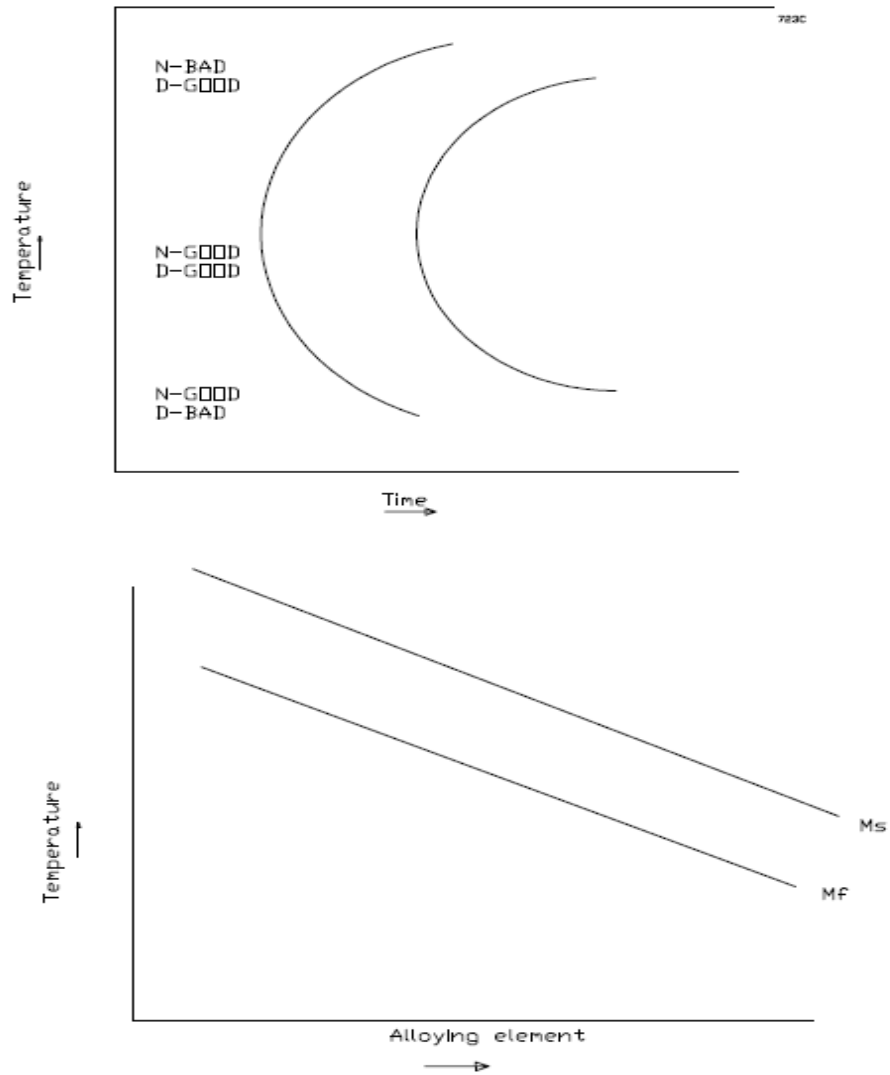 723C
N-BAD
D-G□□D
N-G□□D
D-G□□D
N-G□□D
D-BAD
Temperature
Time
Ms
Mf
Temperature
Alloying element